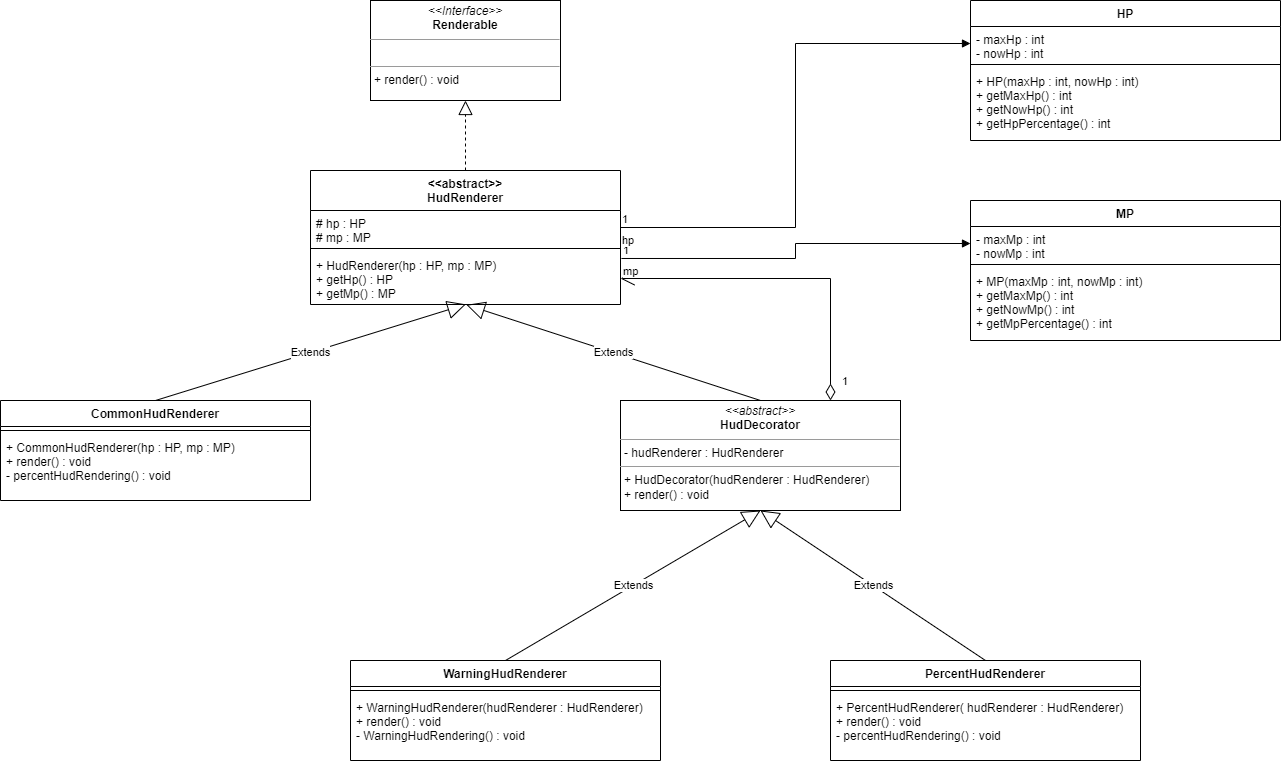 <<Interface>>
Renderable
+ render() : void
HP
- maxHp : int
- nowHp : int
+ HP(maxHp : int, nowHp : int)
+ getMaxHp() : int
+ getNowHp() : int
+ getHpPercentage() : int
<<abstract>>
HudRenderer
# hp : HP
# mp : MP
+ HudRenderer(hp : HP, mp : MP)
+ getHp() : HP
+ getMp() : MP
1
hp
1
mp
MP
- maxMp : int
- nowMp : int
+ MP(maxMp : int, nowMp : int)
+ getMaxMp() : int
+ getNowMp() : int
+ getMpPercentage() : int
Extends
Extends
1
CommonHudRenderer
+ CommonHudRenderer(hp : HP, mp : MP)
+ render() : void
- percentHudRendering() : void
<<abstract>>
HudDecorator
- hudRenderer : HudRenderer
+ HudDecorator(hudRenderer : HudRenderer)
+ render() : void
Extends
Extends
WarningHudRenderer
+ WarningHudRenderer(hudRenderer : HudRenderer)
+ render() : void
- WarningHudRendering() : void
PercentHudRenderer
+ PercentHudRenderer( hudRenderer : HudRenderer)
+ render() : void
- percentHudRendering() : void